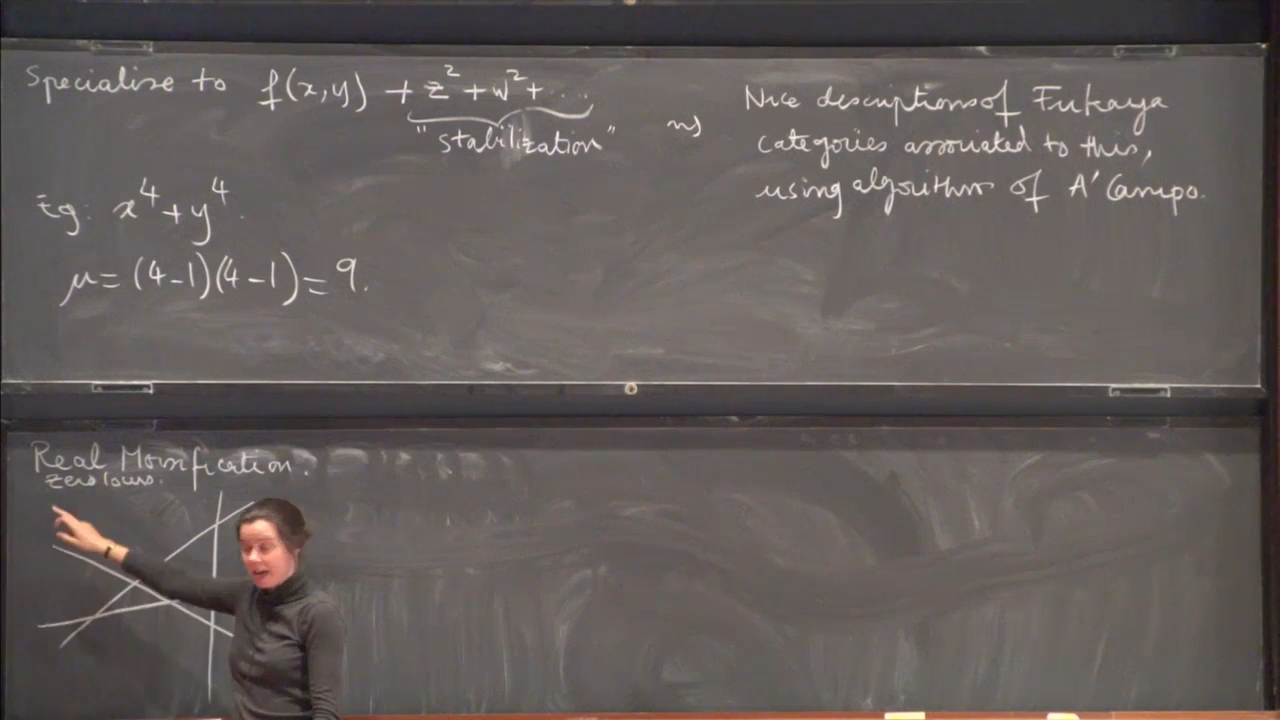 Specialise to f(x,y) + z² + w² + ...
"stabilization"
⇝ Nice descriptions of Fukaya
categories associated to this,
using algorithm of A'Campo.
Eg: x⁴ + y⁴.
μ = (4-1)(4-1) = 9.
Real Morsification.
zero locus.